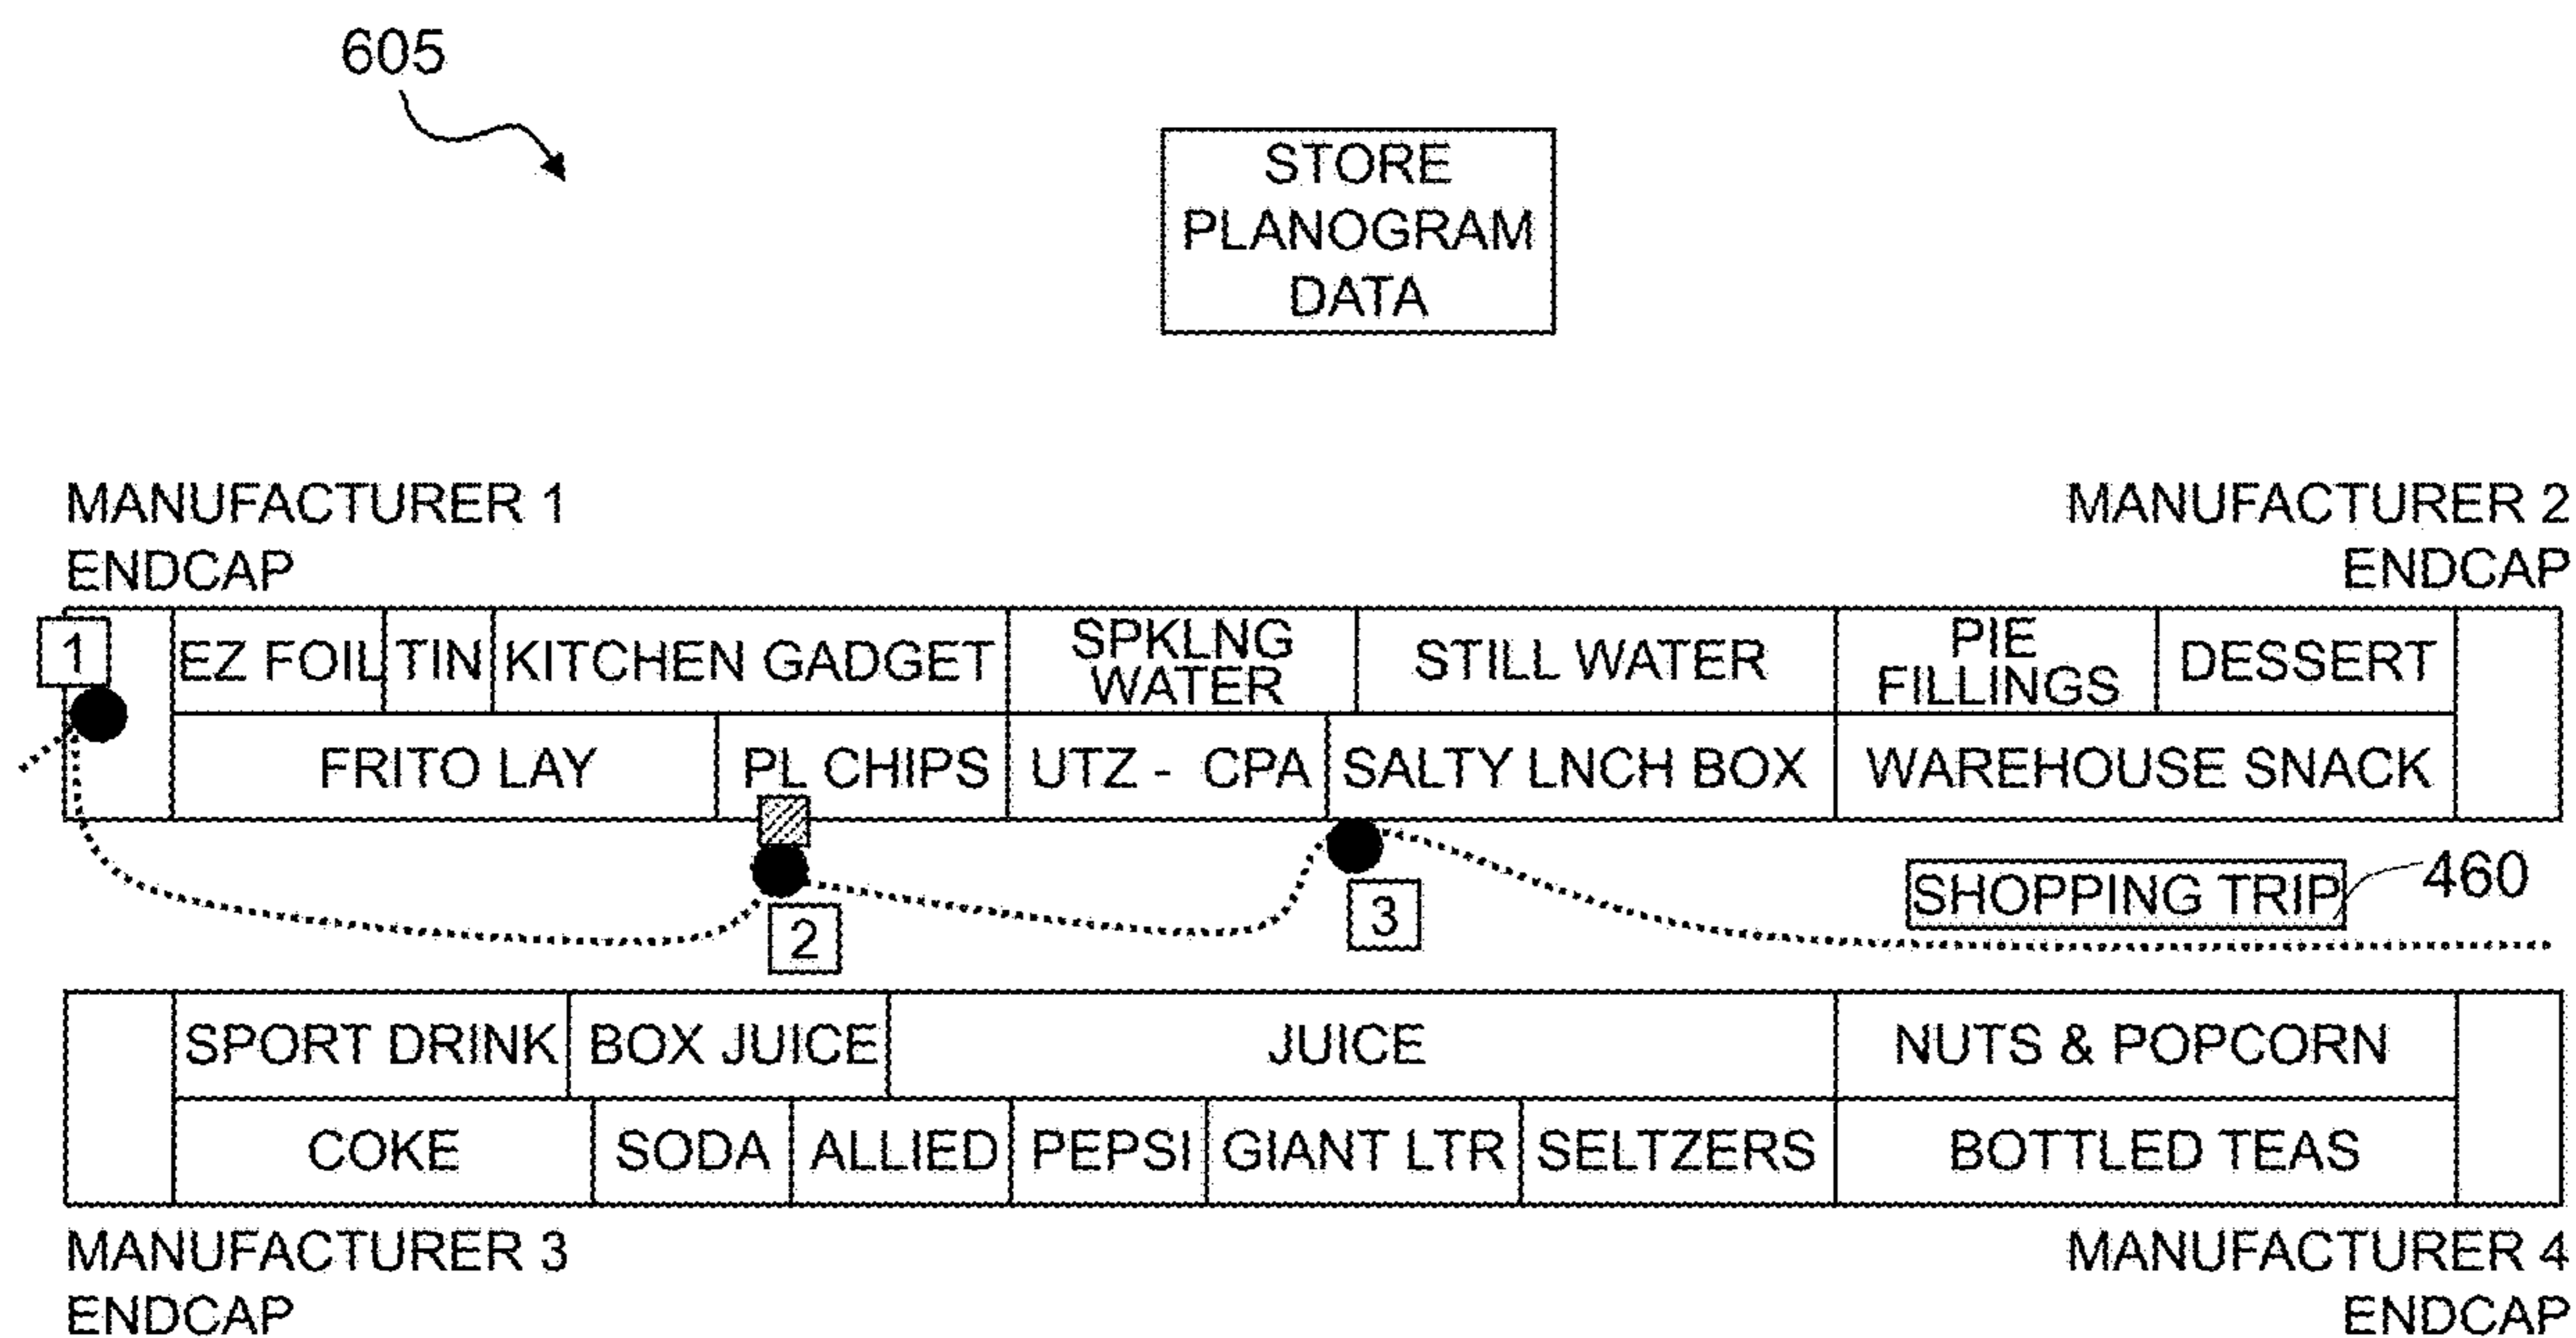 605
STORE
PLANOGRAM
DATA
MANUFACTURER 1
ENDCAP
MANUFACTURER 2
ENDCAP
1
EZ FOIL
TIN
KITCHEN GADGET
SPKLNG
WATER
STILL WATER
PIE
FILLINGS
DESSERT
FRITO LAY
PL CHIPS
UTZ - CPA
SALTY LNCH BOX
WAREHOUSE SNACK
2
3
SHOPPING TRIP
460
SPORT DRINK
BOX JUICE
JUICE
NUTS & POPCORN
COKE
SODA
ALLIED
PEPSI
GIANT LTR
SELTZERS
BOTTLED TEAS
MANUFACTURER 3
ENDCAP
MANUFACTURER 4
ENDCAP